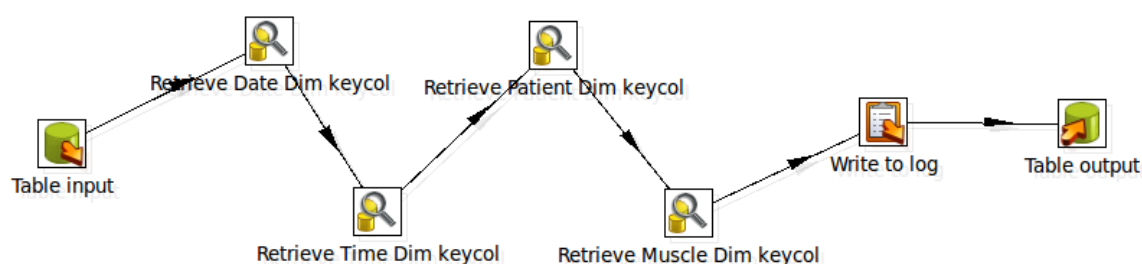 Table input
Retrieve Date Dim keycol
Retrieve Time Dim keycol
Retrieve Patient Dim keycol
Retrieve Muscle Dim keycol
Write to log
Table output